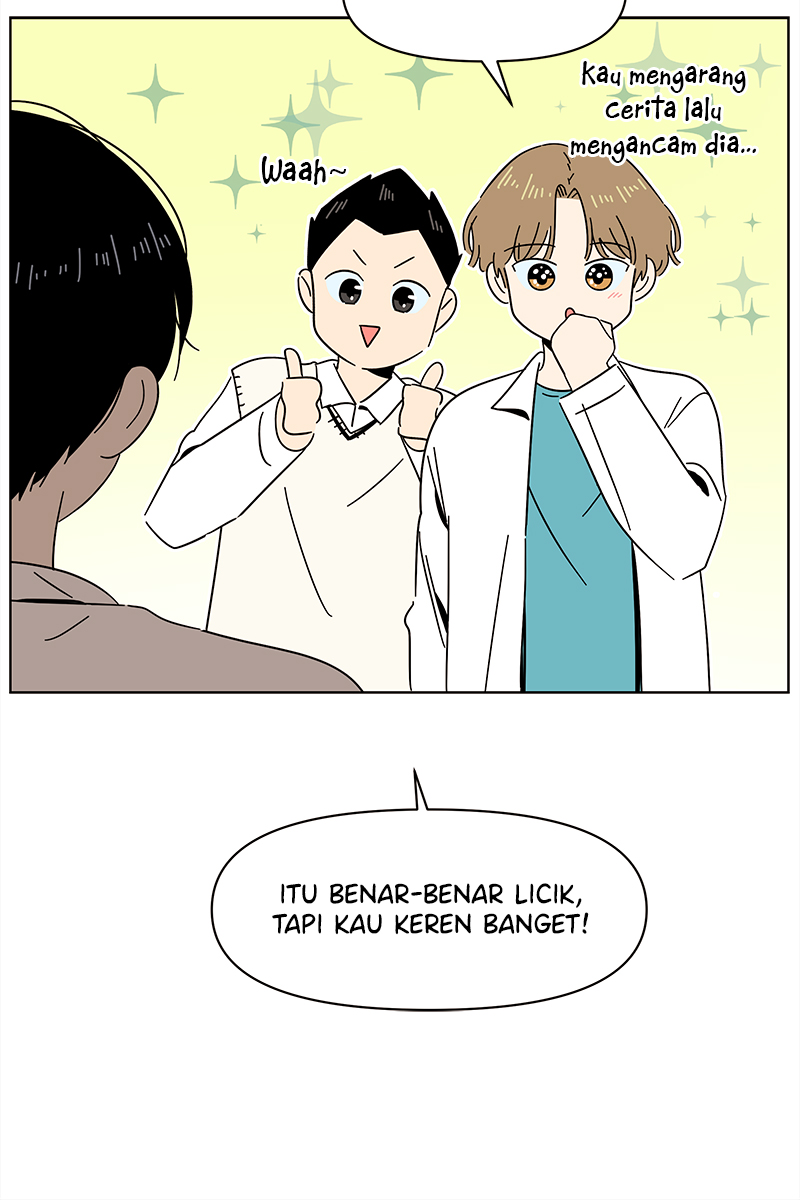 Kau mengarang
cerita lalu
mengancam dia...
Waah~
ITU BENAR-BENAR LICIK,
TAPI KAU KEREN BANGET!